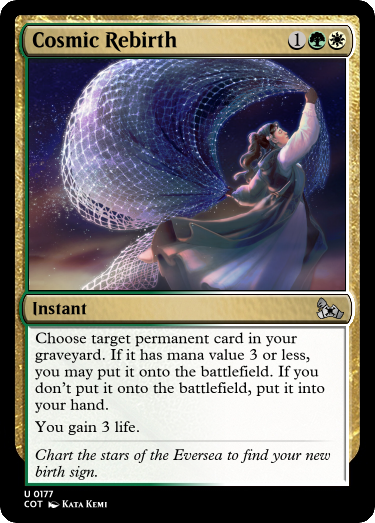 Cosmic Rebirth 1
Instant
Choose target permanent card in your
graveyard. If it has mana value 3 or less,
you may put it onto the battlefield. If you
don't put it onto the battlefield, put it into
your hand.
You gain 3 life.
Chart the stars of the Eversea to find your new
birth sign.
U 0177
COT Kata Kemi